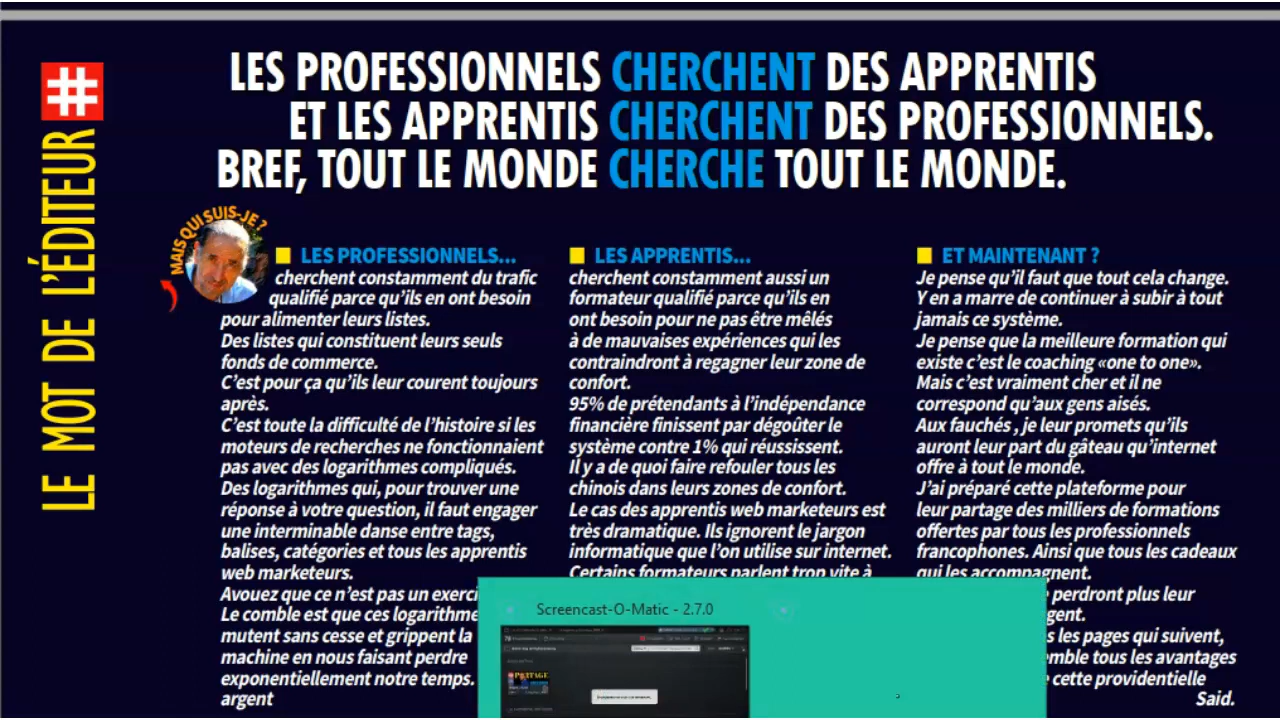 LE MOT DE L'ÉDITEUR #
LES PROFESSIONNELS CHERCHENT DES APPRENTIS
ET LES APPRENTIS CHERCHENT DES PROFESSIONNELS.
BREF, TOUT LE MONDE CHERCHE TOUT LE MONDE.
MAIS QUI SUIS-JE ?
LES PROFESSIONNELS...
cherchent constamment du trafic
qualifié parce qu'ils en ont besoin
pour alimenter leurs listes.
Des listes qui constituent leurs seuls
fonds de commerce.
C'est pour ça qu'ils leur courent toujours
après.
C'est toute la difficulté de l'histoire si les
moteurs de recherches ne fonctionnaient
pas avec des logarithmes compliqués.
Des logarithmes qui, pour trouver une
réponse à votre question, il faut engager
une interminable danse entre tags,
balises, catégories et tous les apprentis
web marketeurs.
Avouez que ce n'est pas un exerci
Le comble est que ces logarithme
mutent sans cesse et grippent la
machine en nous faisant perdre
exponentiellement notre temps.
argent
LES APPRENTIS...
cherchent constamment aussi un
formateur qualifié parce qu'ils en
ont besoin pour ne pas être mêlés
à de mauvaises expériences qui les
contraindront à regagner leur zone de
confort.
95% de prétendants à l'indépendance
financière finissent par dégoûter le
système contre 1% qui réussissent.
Il y a de quoi faire refouler tous les
chinois dans leurs zones de confort.
Le cas des apprentis web marketeurs est
très dramatique. Ils ignorent le jargon
informatique que l'on utilise sur internet.
Certains formateurs parlent trop vite à
ET MAINTENANT ?
Je pense qu'il faut que tout cela change.
Y en a marre de continuer à subir à tout
jamais ce système.
Je pense que la meilleure formation qui
existe c'est le coaching «one to one».
Mais c'est vraiment cher et il ne
correspond qu'aux gens aisés.
Aux fauchés , je leur promets qu'ils
auront leur part du gâteau qu'internet
offre à tout le monde.
J'ai préparé cette plateforme pour
leur partage des milliers de formations
offertes par tous les professionnels
francophones. Ainsi que tous les cadeaux
qui les accompagnent.
perdront plus leur
gent.
s les pages qui suivent,
emble tous les avantages
cette providentielle
Said.
Screencast-O-Matic - 2.7.0
PARTAGE